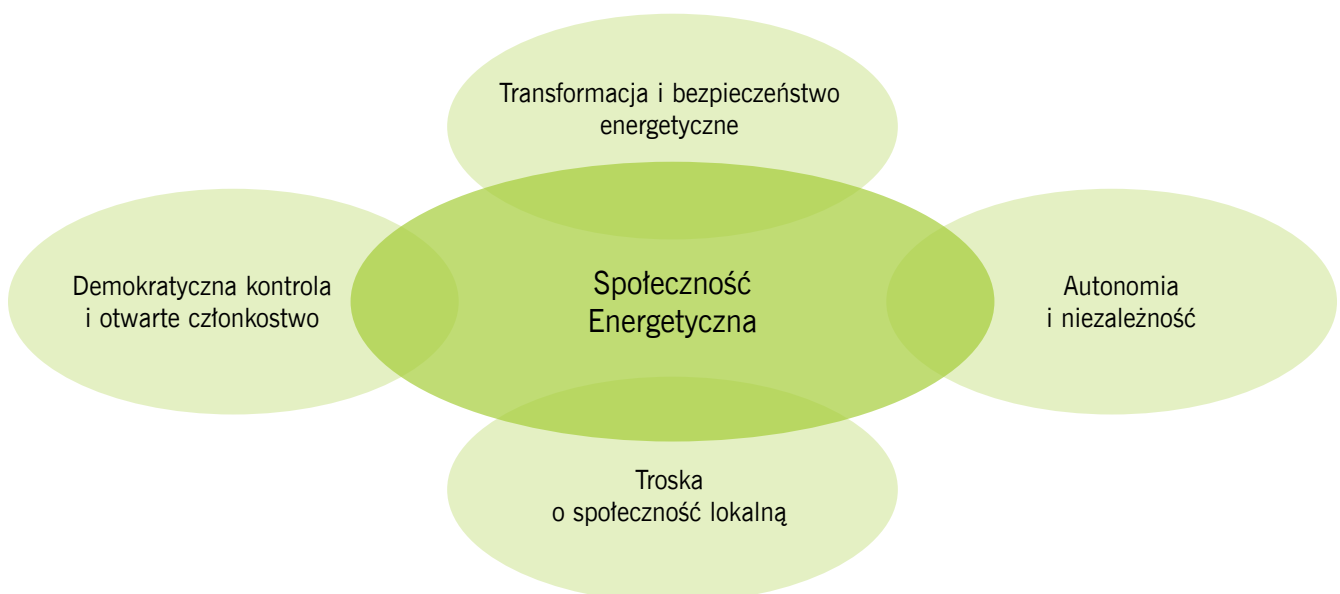 Transformacja i bezpieczeństwo
energetyczne
Demokratyczna kontrola
i otwarte członkostwo
Społeczność
Energetyczna
Autonomia
i niezależność
Troska
o społeczność lokalną